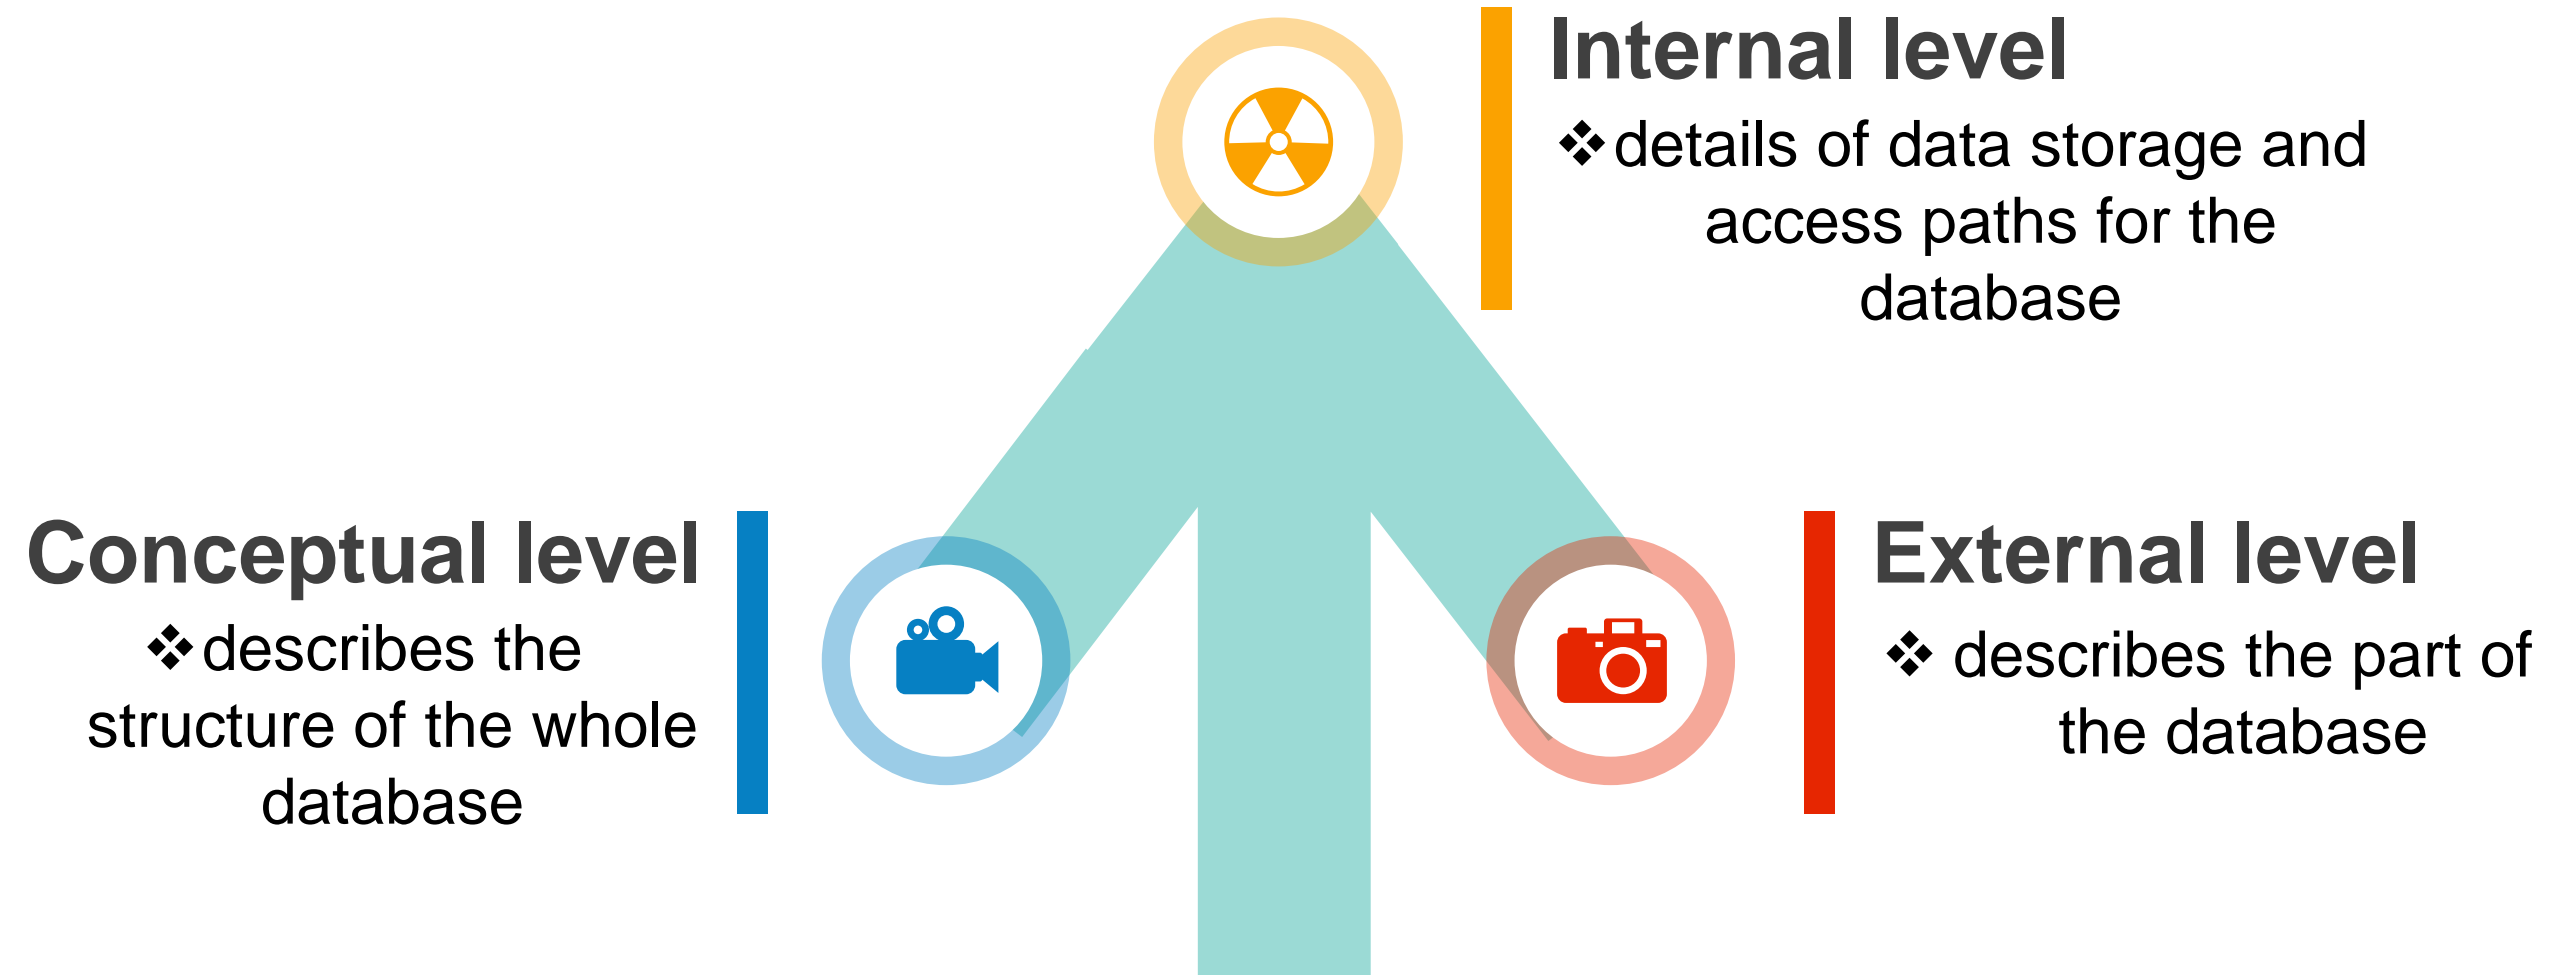 Internal level
❖details of data storage and
access paths for the
database
Conceptual level
❖describes the
structure of the whole
database
External level
❖ describes the part of
the database